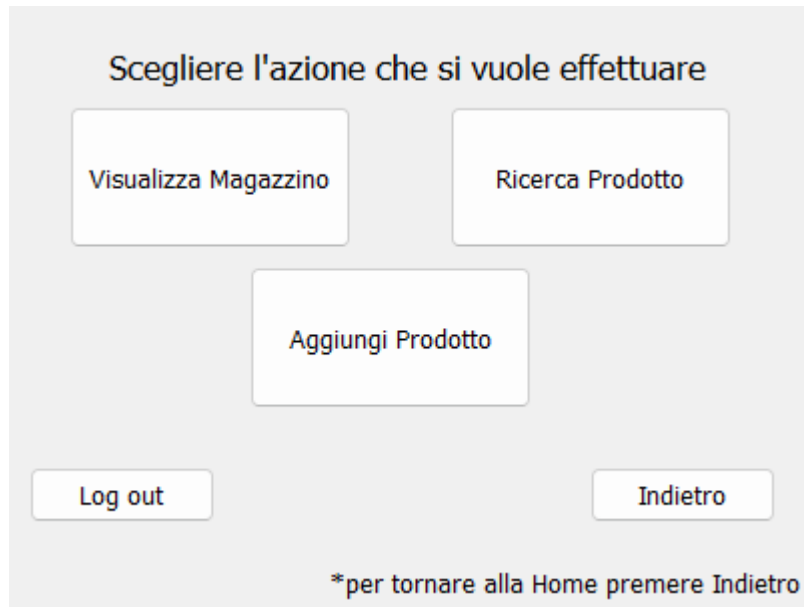 Scegliere l'azione che si vuole effettuare
Visualizza Magazzino
Ricerca Prodotto
Aggiungi Prodotto
Log out
Indietro
*per tornare alla Home premere Indietro